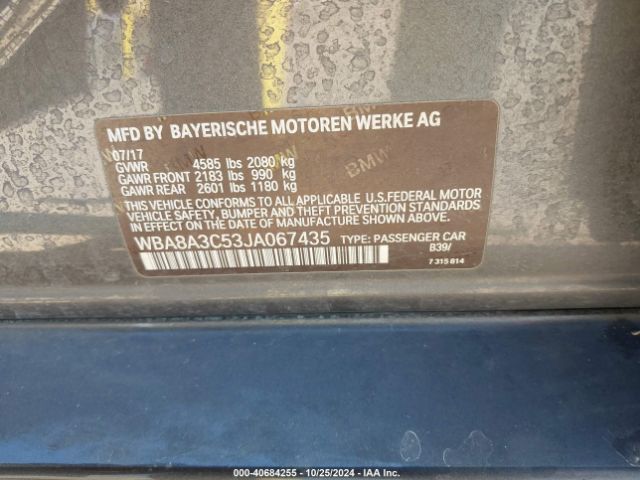 MFD BY BAYERISCHE MOTOREN WERKE AG
07/17
GVWR 4585 lbs 2080 kg
GAWR FRONT 2183 lbs 990 kg
GAWR REAR 2601 lbs 1180 kg
THIS VEHICLE CONFORMS TO ALL APPLICABLE U.S.FEDERAL MOTOR
VEHICLE SAFETY, BUMPER AND THEFT PREVENTION STANDARDS
IN EFFECT ON THE DATE OF MANUFACTURE SHOWN ABOVE.
WBA8A3C53JA067435 TYPE: PASSENGER CAR
B39/
7 315 814
BMW
000-40684255 - 10/25/2024 - IAA Inc.